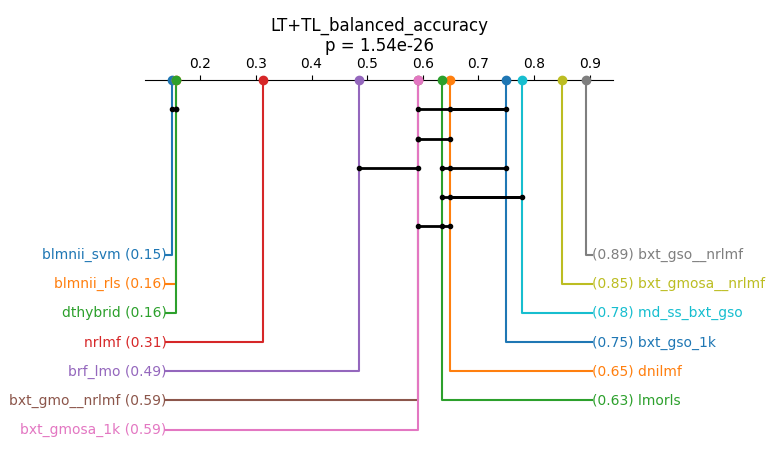 LT+TL_balanced_accuracy
p = 1.54e-26
0.2 0.3 0.4 0.5 0.6 0.7 0.8 0.9
blmnii_svm (0.15) (0.89) bxt_gso__nrlmf
blmnii_rls (0.16) (0.85) bxt_gmosa__nrlmf
dthybrid (0.16) (0.78) md_ss_bxt_gso
nrlmf (0.31) (0.75) bxt_gso_1k
brf_lmo (0.49) (0.65) dnilmf
bxt_gmo__nrlmf (0.59) (0.63) lmorls
bxt_gmosa_1k (0.59)